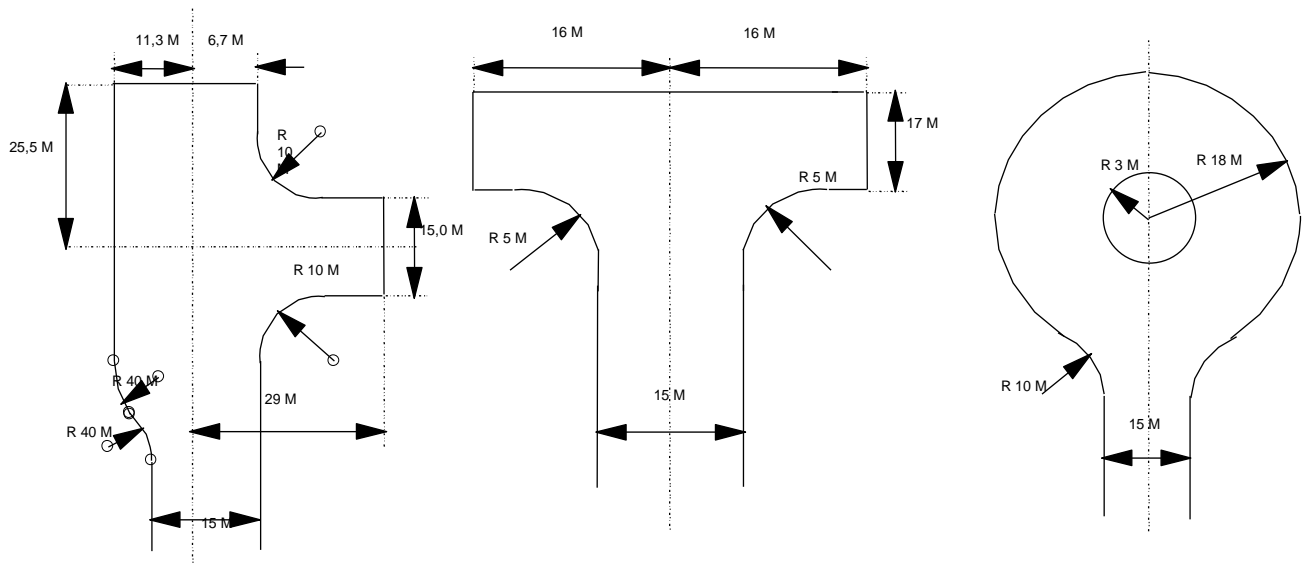 11,3 M
6,7 M
25,5 M
R
10
M
15,0 M
R 10 M
R 40 M
29 M
R 40 M
15 M
16 M
16 M
17 M
R 5 M
R 5 M
15 M
R 3 M
R 18 M
R 10 M
15 M